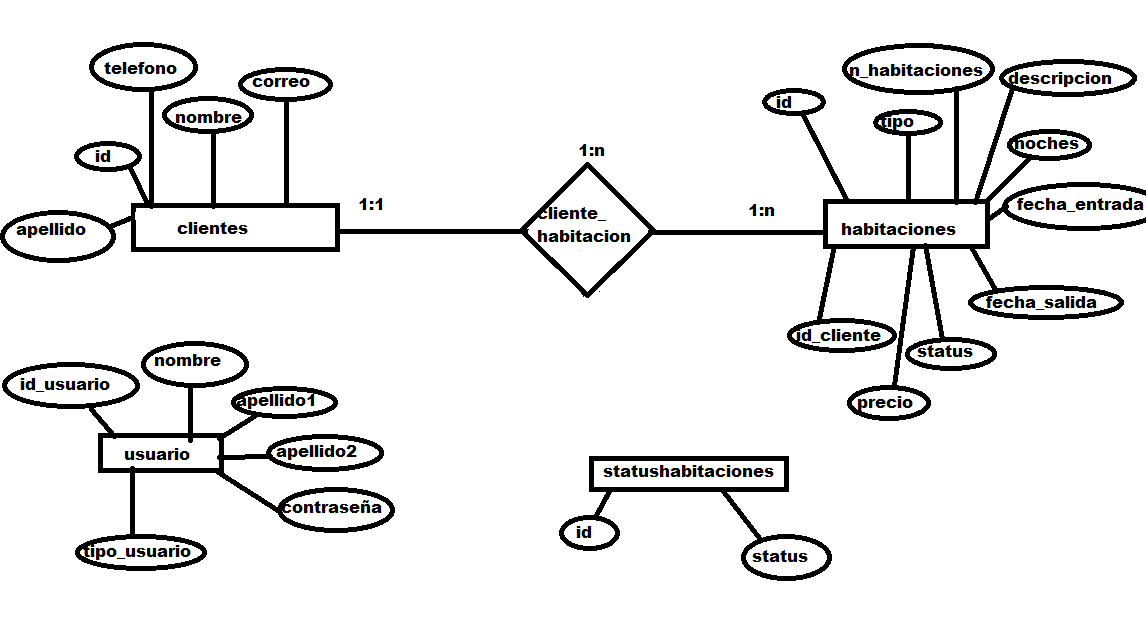 telefono
correo
nombre
id
apellido
clientes
1:1
1:n
cliente_
habitacion
1:n
n_habitaciones
descripcion
id
tipo
noches
fecha_entrada
habitaciones
fecha_salida
id_cliente
status
precio
nombre
id_usuario
apellido1
usuario
apellido2
contraseña
tipo_usuario
statushabitaciones
id
status